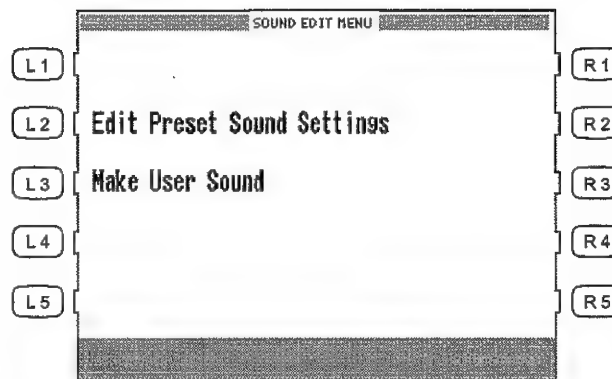 SOUND EDIT MENU
L1
R1
L2
Edit Preset Sound Settings
R2
L3
Make User Sound
R3
L4
R4
L5
R5